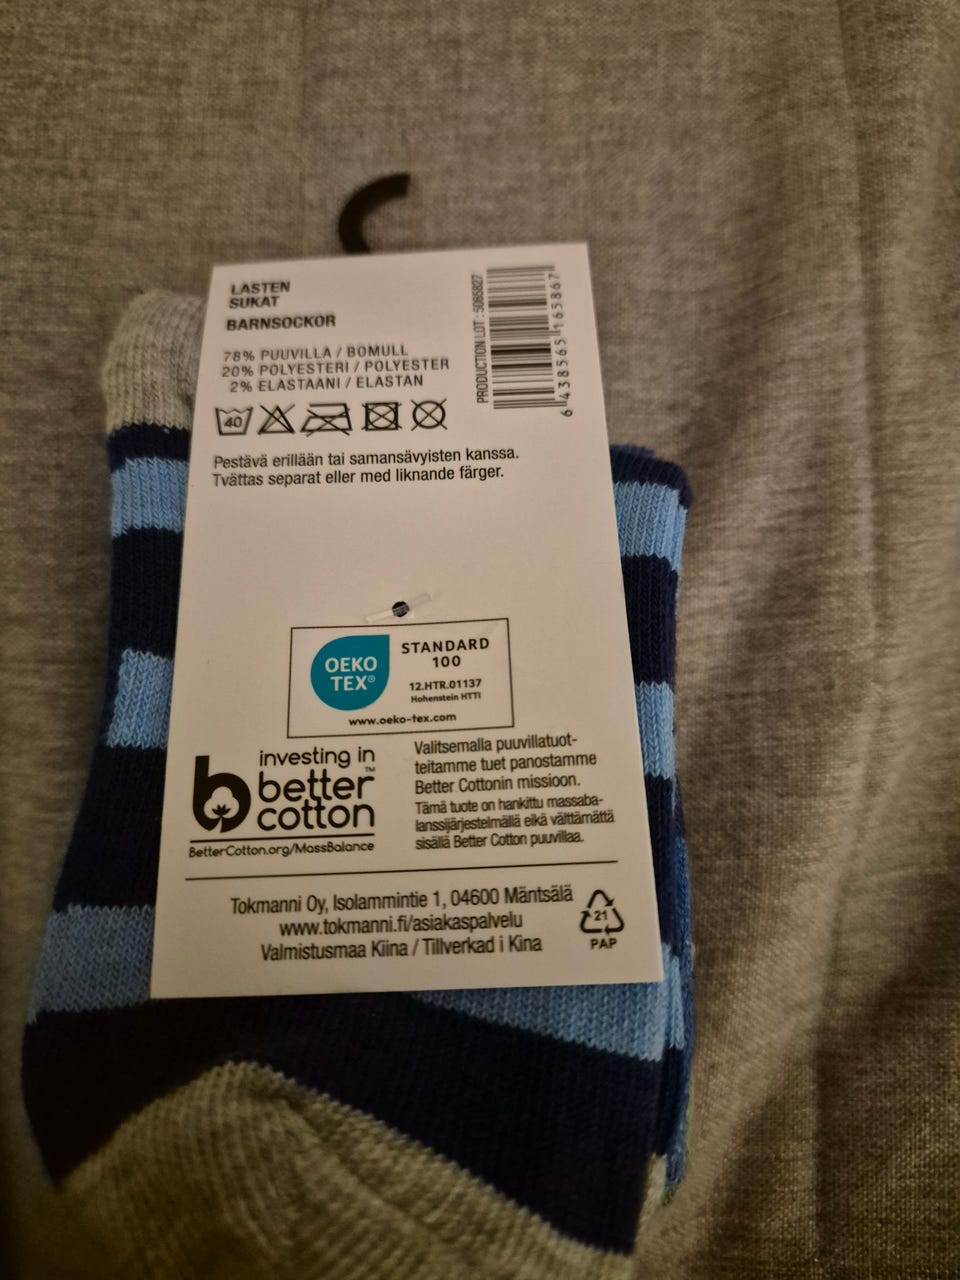 LASTEN
SUKAT
BARNSOCKOR
78% PUUVILLA / BOMULL
20% POLYESTERI / POLYESTER
2% ELASTAANI / ELASTAN
40
Pestävä erillään tai samansävyisten kanssa.
Tvättas separat eller med liknande färger.
PRODUCTION LOT : 5065827
6 438565 165867
OEKO
TEX®
STANDARD
100
12.HTR.01137
Hohenstein HTTI
www.oeko-tex.com
investing in
better™
cotton
BetterCotton.org/MassBalance
Valitsemalla puuvillatuot-
teitamme tuet panostamme
Better Cottonin missioon.
Tämä tuote on hankittu massaba-
lanssijärjestelmällä eikä välttämättä
sisällä Better Cotton puuvillaa.
Tokmanni Oy, Isolammintie 1, 04600 Mäntsälä
www.tokmanni.fi/asiakaspalvelu
Valmistusmaa Kiina / Tillverkad i Kina
21
PAP